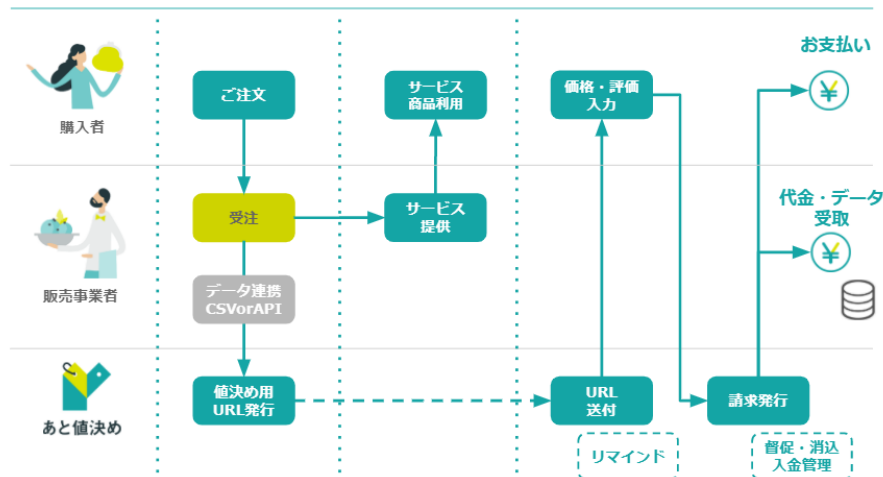 お支払い
ご注文
サービス
商品利用
価格・評価
入力
¥
購入者
受注
サービス
提供
代金・データ
受取
¥
データ連携
CSVorAPI
販売事業者
値決め用
URL発行
URL
送付
請求発行
あと値決め
リマインド
督促・消込
入金管理